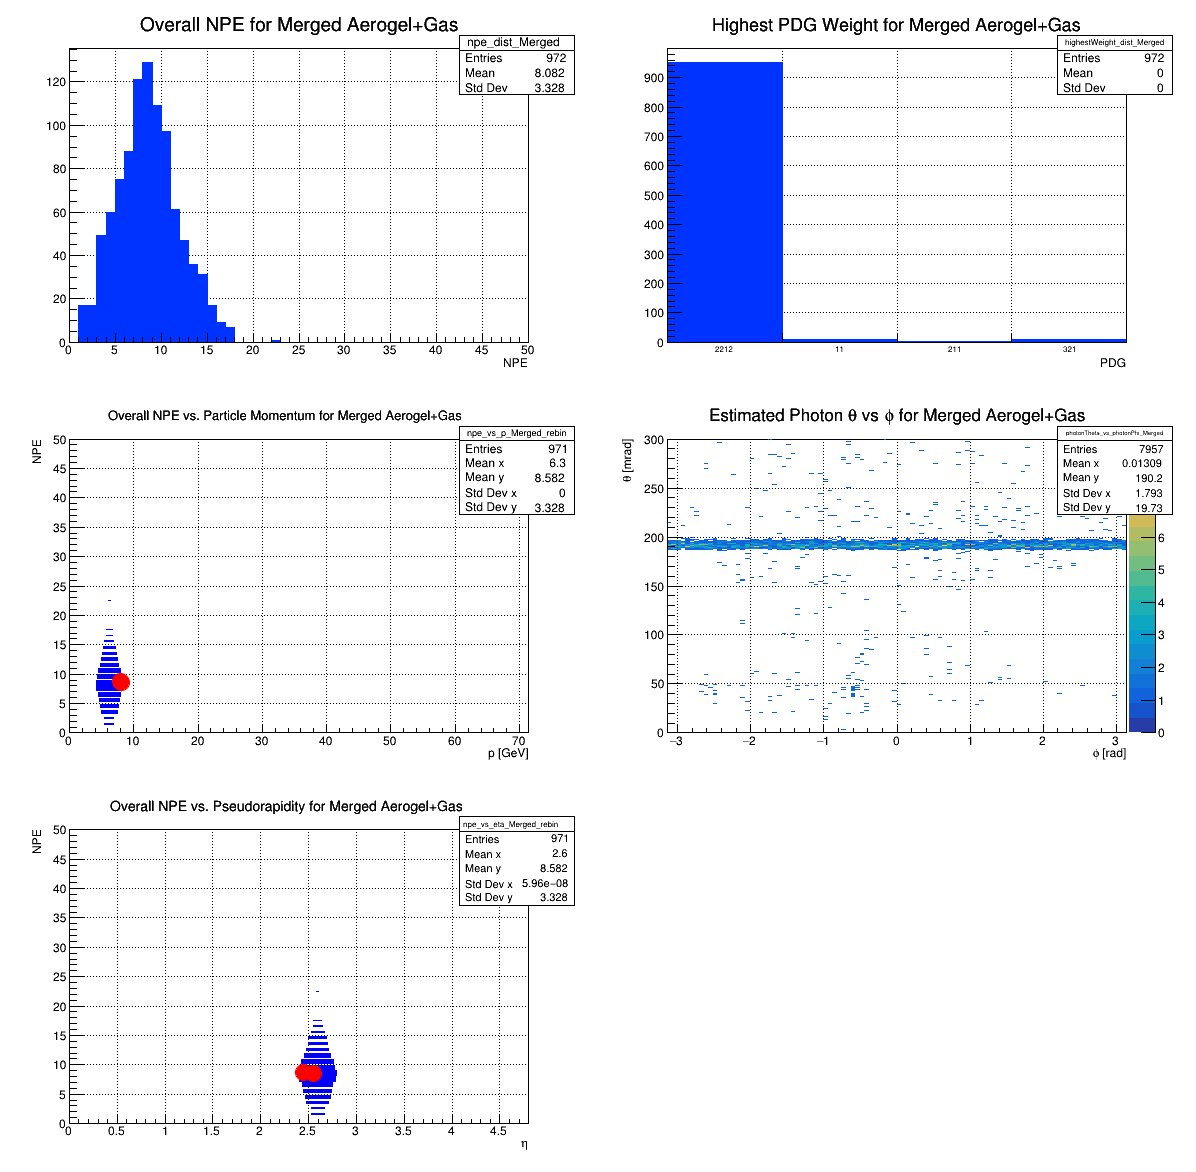 Overall NPE for Merged Aerogel+Gas
npe_dist_Merged
Entries 972
Mean 8.082
Std Dev 3.328
120
100
80
60
40
20
0
0 5 10 15 20 25 30 35 40 45 50
NPE
Highest PDG Weight for Merged Aerogel+Gas
highestWeight_dist_Merged
Entries 972
Mean 0
Std Dev 0
900
800
700
600
500
400
300
200
100
0
2212 11 211 321
PDG
Overall NPE vs. Particle Momentum for Merged Aerogel+Gas
npe_vs_p_Merged_rebin
Entries 971
Mean x 6.3
Mean y 8.582
Std Dev x 0
Std Dev y 3.328
NPE
50
45
40
35
30
25
20
15
10
5
0
0 10 20 30 40 50 60 70
p [GeV]
Estimated Photon θ vs ϕ for Merged Aerogel+Gas
photonTheta_vs_photonPhi_Merged
Entries 7957
Mean x 0.01309
Mean y 190.2
Std Dev x 1.793
Std Dev y 19.73
θ [mrad]
300
250
200
150
100
50
0
−3 −2 −1 0 1 2 3
ϕ [rad]
6
5
4
3
2
1
0
Overall NPE vs. Pseudorapidity for Merged Aerogel+Gas
npe_vs_eta_Merged_rebin
Entries 971
Mean x 2.6
Mean y 8.582
Std Dev x 5.96e−08
Std Dev y 3.328
NPE
50
45
40
35
30
25
20
15
10
5
0
0 0.5 1 1.5 2 2.5 3 3.5 4 4.5
η